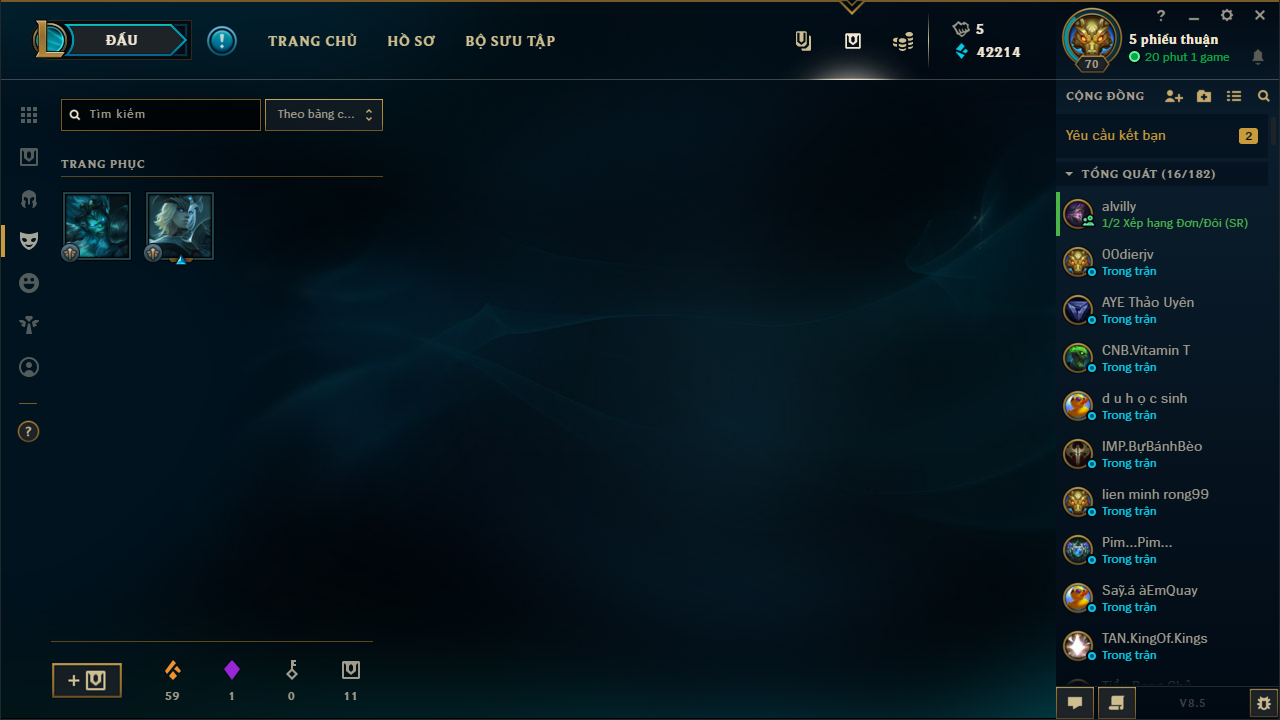 ĐẤU
TRANG CHỦ
HỒ SƠ
BỘ SƯU TẬP
5
42214
70
5 phiếu thuận
20 phut 1 game
Tìm kiếm
Theo bảng c...
TRANG PHỤC
59
1
0
11
CỘNG ĐỒNG
Yêu cầu kết bạn
2
TỔNG QUÁT (16/182)
alvilly
1/2 Xếp hạng Đơn/Đôi (SR)
00dierjv
Trong trận
AYE Thảo Uyên
Trong trận
CNB.Vitamin T
Trong trận
d u h ọ c sinh
Trong trận
IMP.BựBánhBèo
Trong trận
lien minh rong99
Trong trận
Pim...Pim...
Trong trận
Saỹ.á àEmQuay
Trong trận
TAN.KingOf.Kings
Trong trận
V8.5